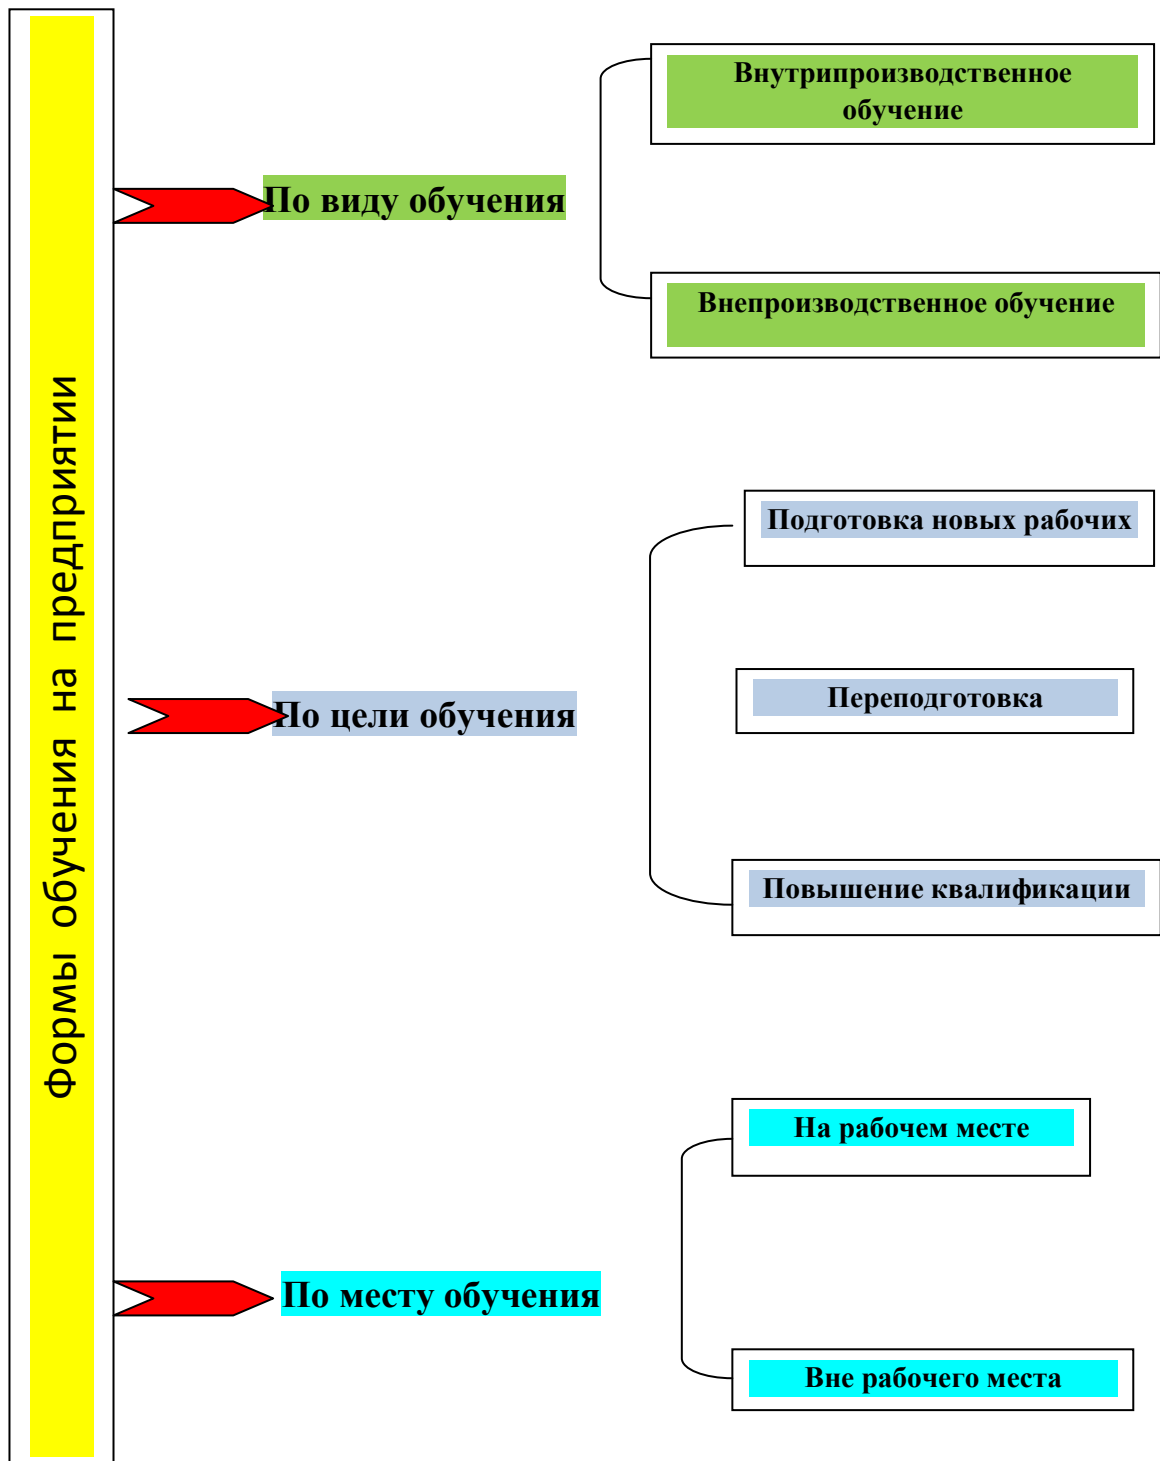 Формы обучения на предприятии
По виду обучения
Внутрипроизводственное
обучение
Внепроизводственное обучение
По цели обучения
Подготовка новых рабочих
Переподготовка
Повышение квалификации
По месту обучения
На рабочем месте
Вне рабочего места